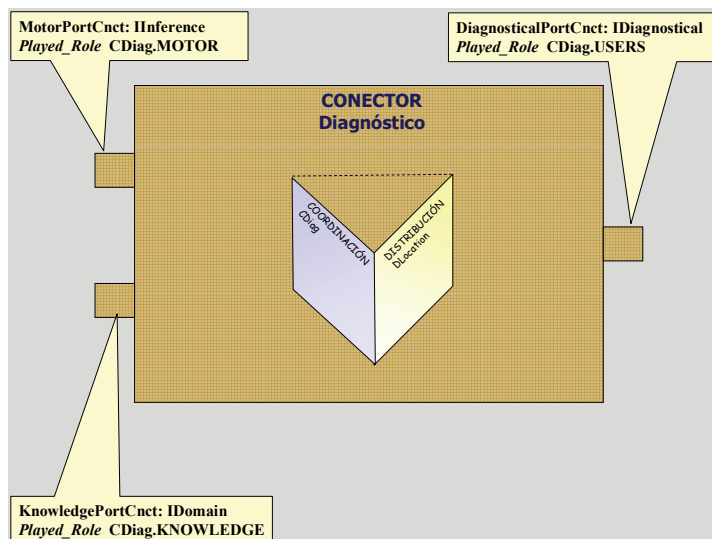 MotorPortCnct: IInference
Played_Role CDiag.MOTOR
DiagnosticalPortCnct: IDiagnostical
Played_Role CDiag.USERS
CONECTOR
Diagnóstico
COORDINACIÓN
CDiag
DISTRIBUCIÓN
DLocation
KnowledgePortCnct: IDomain
Played_Role CDiag.KNOWLEDGE